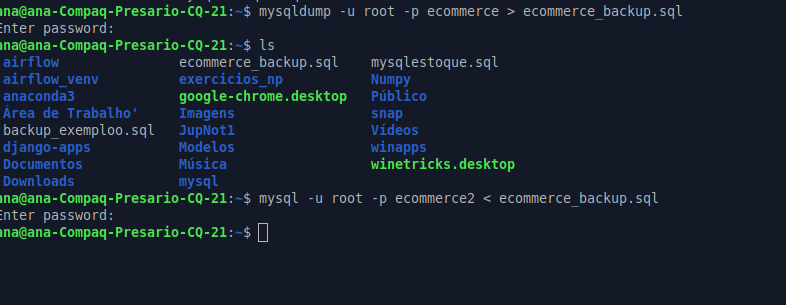 ana@ana-Compaq-Presario-CQ-21:~$ mysqldump -u root -p ecommerce > ecommerce_backup.sql
Enter password:
ana@ana-Compaq-Presario-CQ-21:~$ ls
airflow ecommerce_backup.sql mysqlestoque.sql
airflow_venv exercicios_np Numpy
anaconda3 google-chrome.desktop Público
Área de Trabalho' Imagens snap
backup_exemploo.sql JupNot1 Vídeos
django-apps Modelos winapps
Documentos Música winetricks.desktop
Downloads mysql
ana@ana-Compaq-Presario-CQ-21:~$ mysql -u root -p ecommerce2 < ecommerce_backup.sql
Enter password:
ana@ana-Compaq-Presario-CQ-21:~$